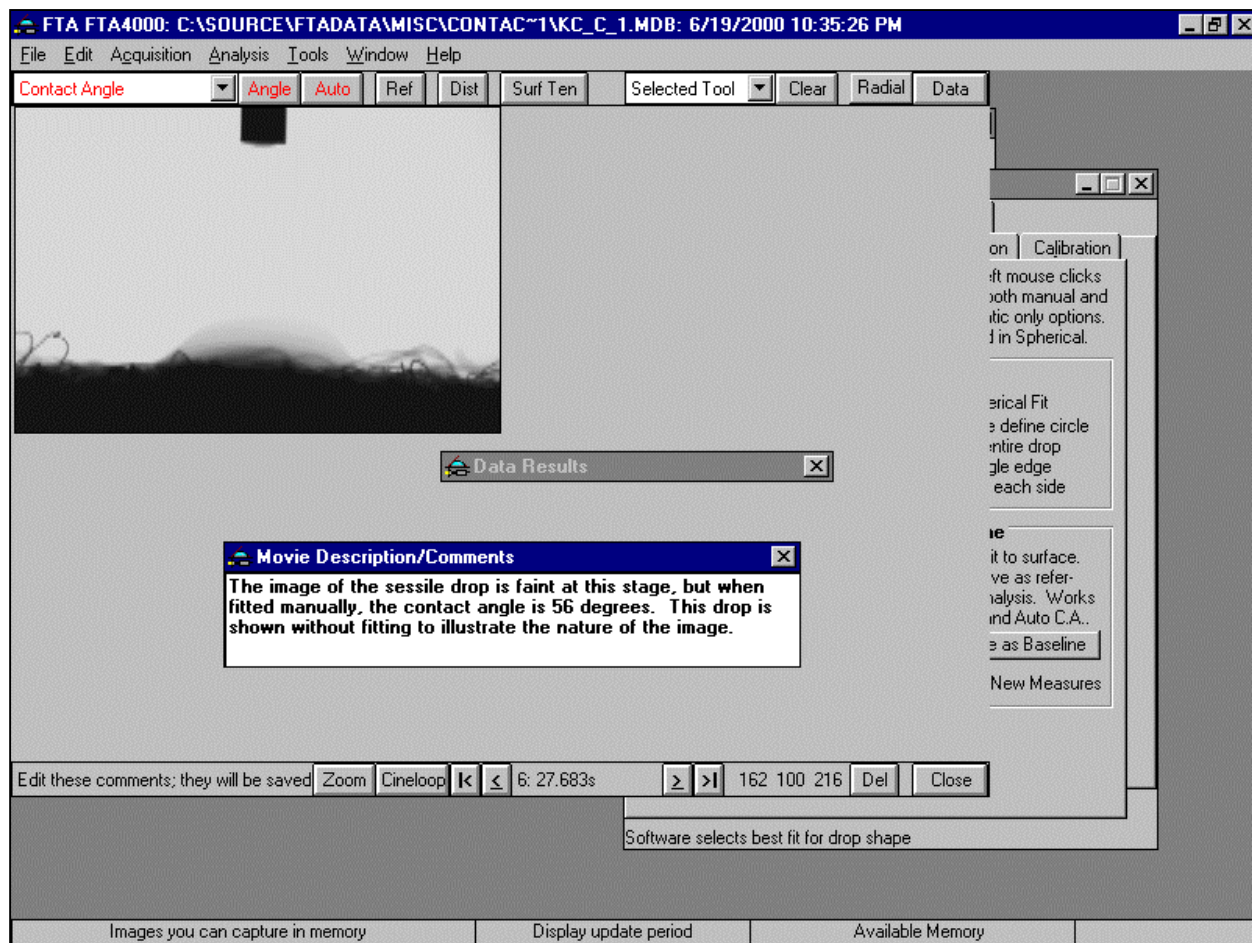 FTA FTA4000: C:\SOURCE\FTADATA\MISC\CONTAC~1\KC_C_1.MDB: 6/19/2000 10:35:26 PM
File Edit Acquisition Analysis Tools Window Help
Contact Angle Angle Auto Ref Dist Surf Ten Selected Tool Clear Radial Data
on Calibration
ft mouse clicks
both manual and
tic only options.
d in Spherical.
erical Fit
e define circle
entire drop
gle edge
each side
Data Results
ne
it to surface.
ve as refer-
nalysis. Works
and Auto C.A..
e as Baseline
New Measures
Movie Description/Comments
The image of the sessile drop is faint at this stage, but when
fitted manually, the contact angle is 56 degrees. This drop is
shown without fitting to illustrate the nature of the image.
Edit these comments; they will be saved Zoom Cineloop K < 6: 27.683s > >I 162 100 216 Del Close
Software selects best fit for drop shape
Images you can capture in memory Display update period Available Memory